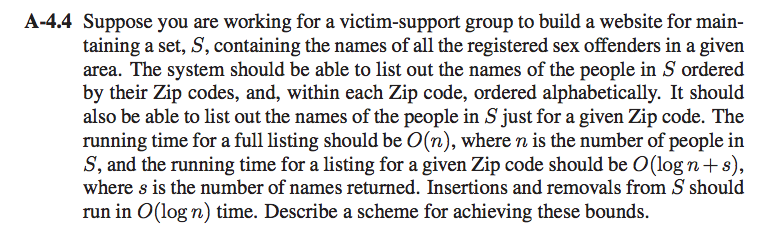 A-4.4 Suppose you are working for a victim-support group to build a website for main-
taining a set, S, containing the names of all the registered sex offenders in a given
area. The system should be able to list out the names of the people in S ordered
by their Zip codes, and, within each Zip code, ordered alphabetically. It should
also be able to list out the names of the people in S just for a given Zip code. The
running time for a full listing should be O(n), where n is the number of people in
S, and the running time for a listing for a given Zip code should be O(log n + s),
where s is the number of names returned. Insertions and removals from S should
run in O(log n) time. Describe a scheme for achieving these bounds.